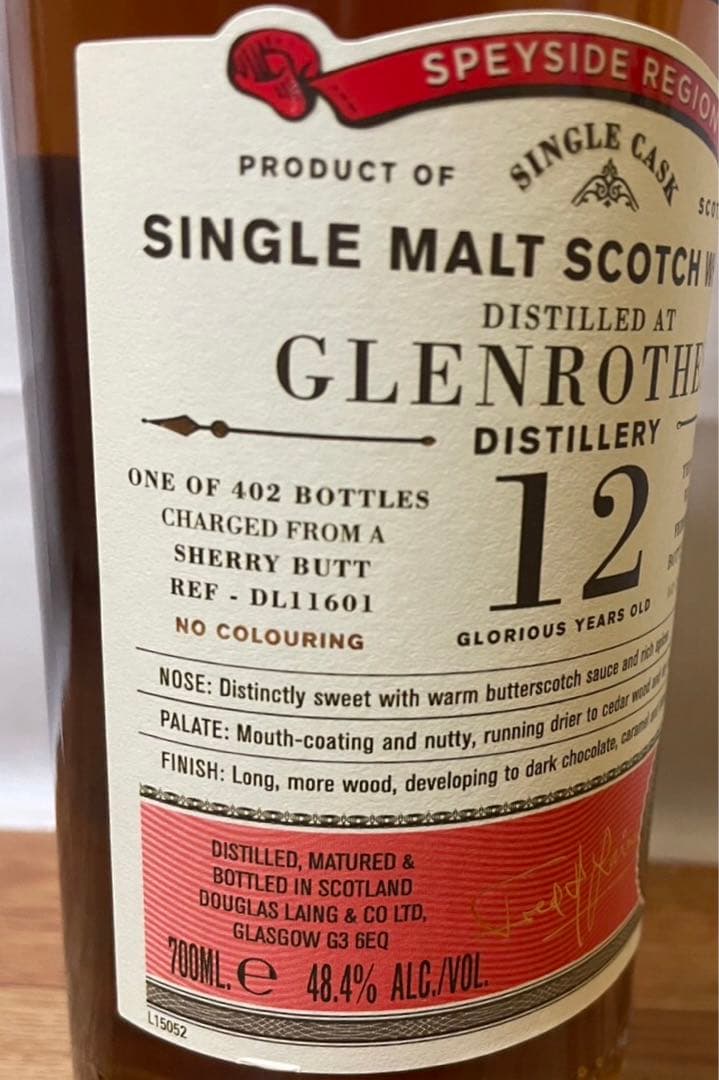 SPEYSIDE REGION
SINGLE CASK
PRODUCT OF
SINGLE MALT SCOTCH
DISTILLED AT
GLENROTHE
DISTILLERY
ONE OF 402 BOTTLES
CHARGED FROM A
SHERRY BUTT
REF - DL11601
NO COLOURING
12
GLORIOUS YEARS OLD
NOSE: Distinctly sweet with warm butterscotch sauce and rich
PALATE: Mouth-coating and nutty, running drier to cedar wood and
FINISH: Long, more wood, developing to dark chocolate, caramel and
DISTILLED, MATURED &
BOTTLED IN SCOTLAND
DOUGLAS LAING & CO LTD,
GLASGOW G3 6EQ
700ML. e 48.4% ALC./VOL.
L15052